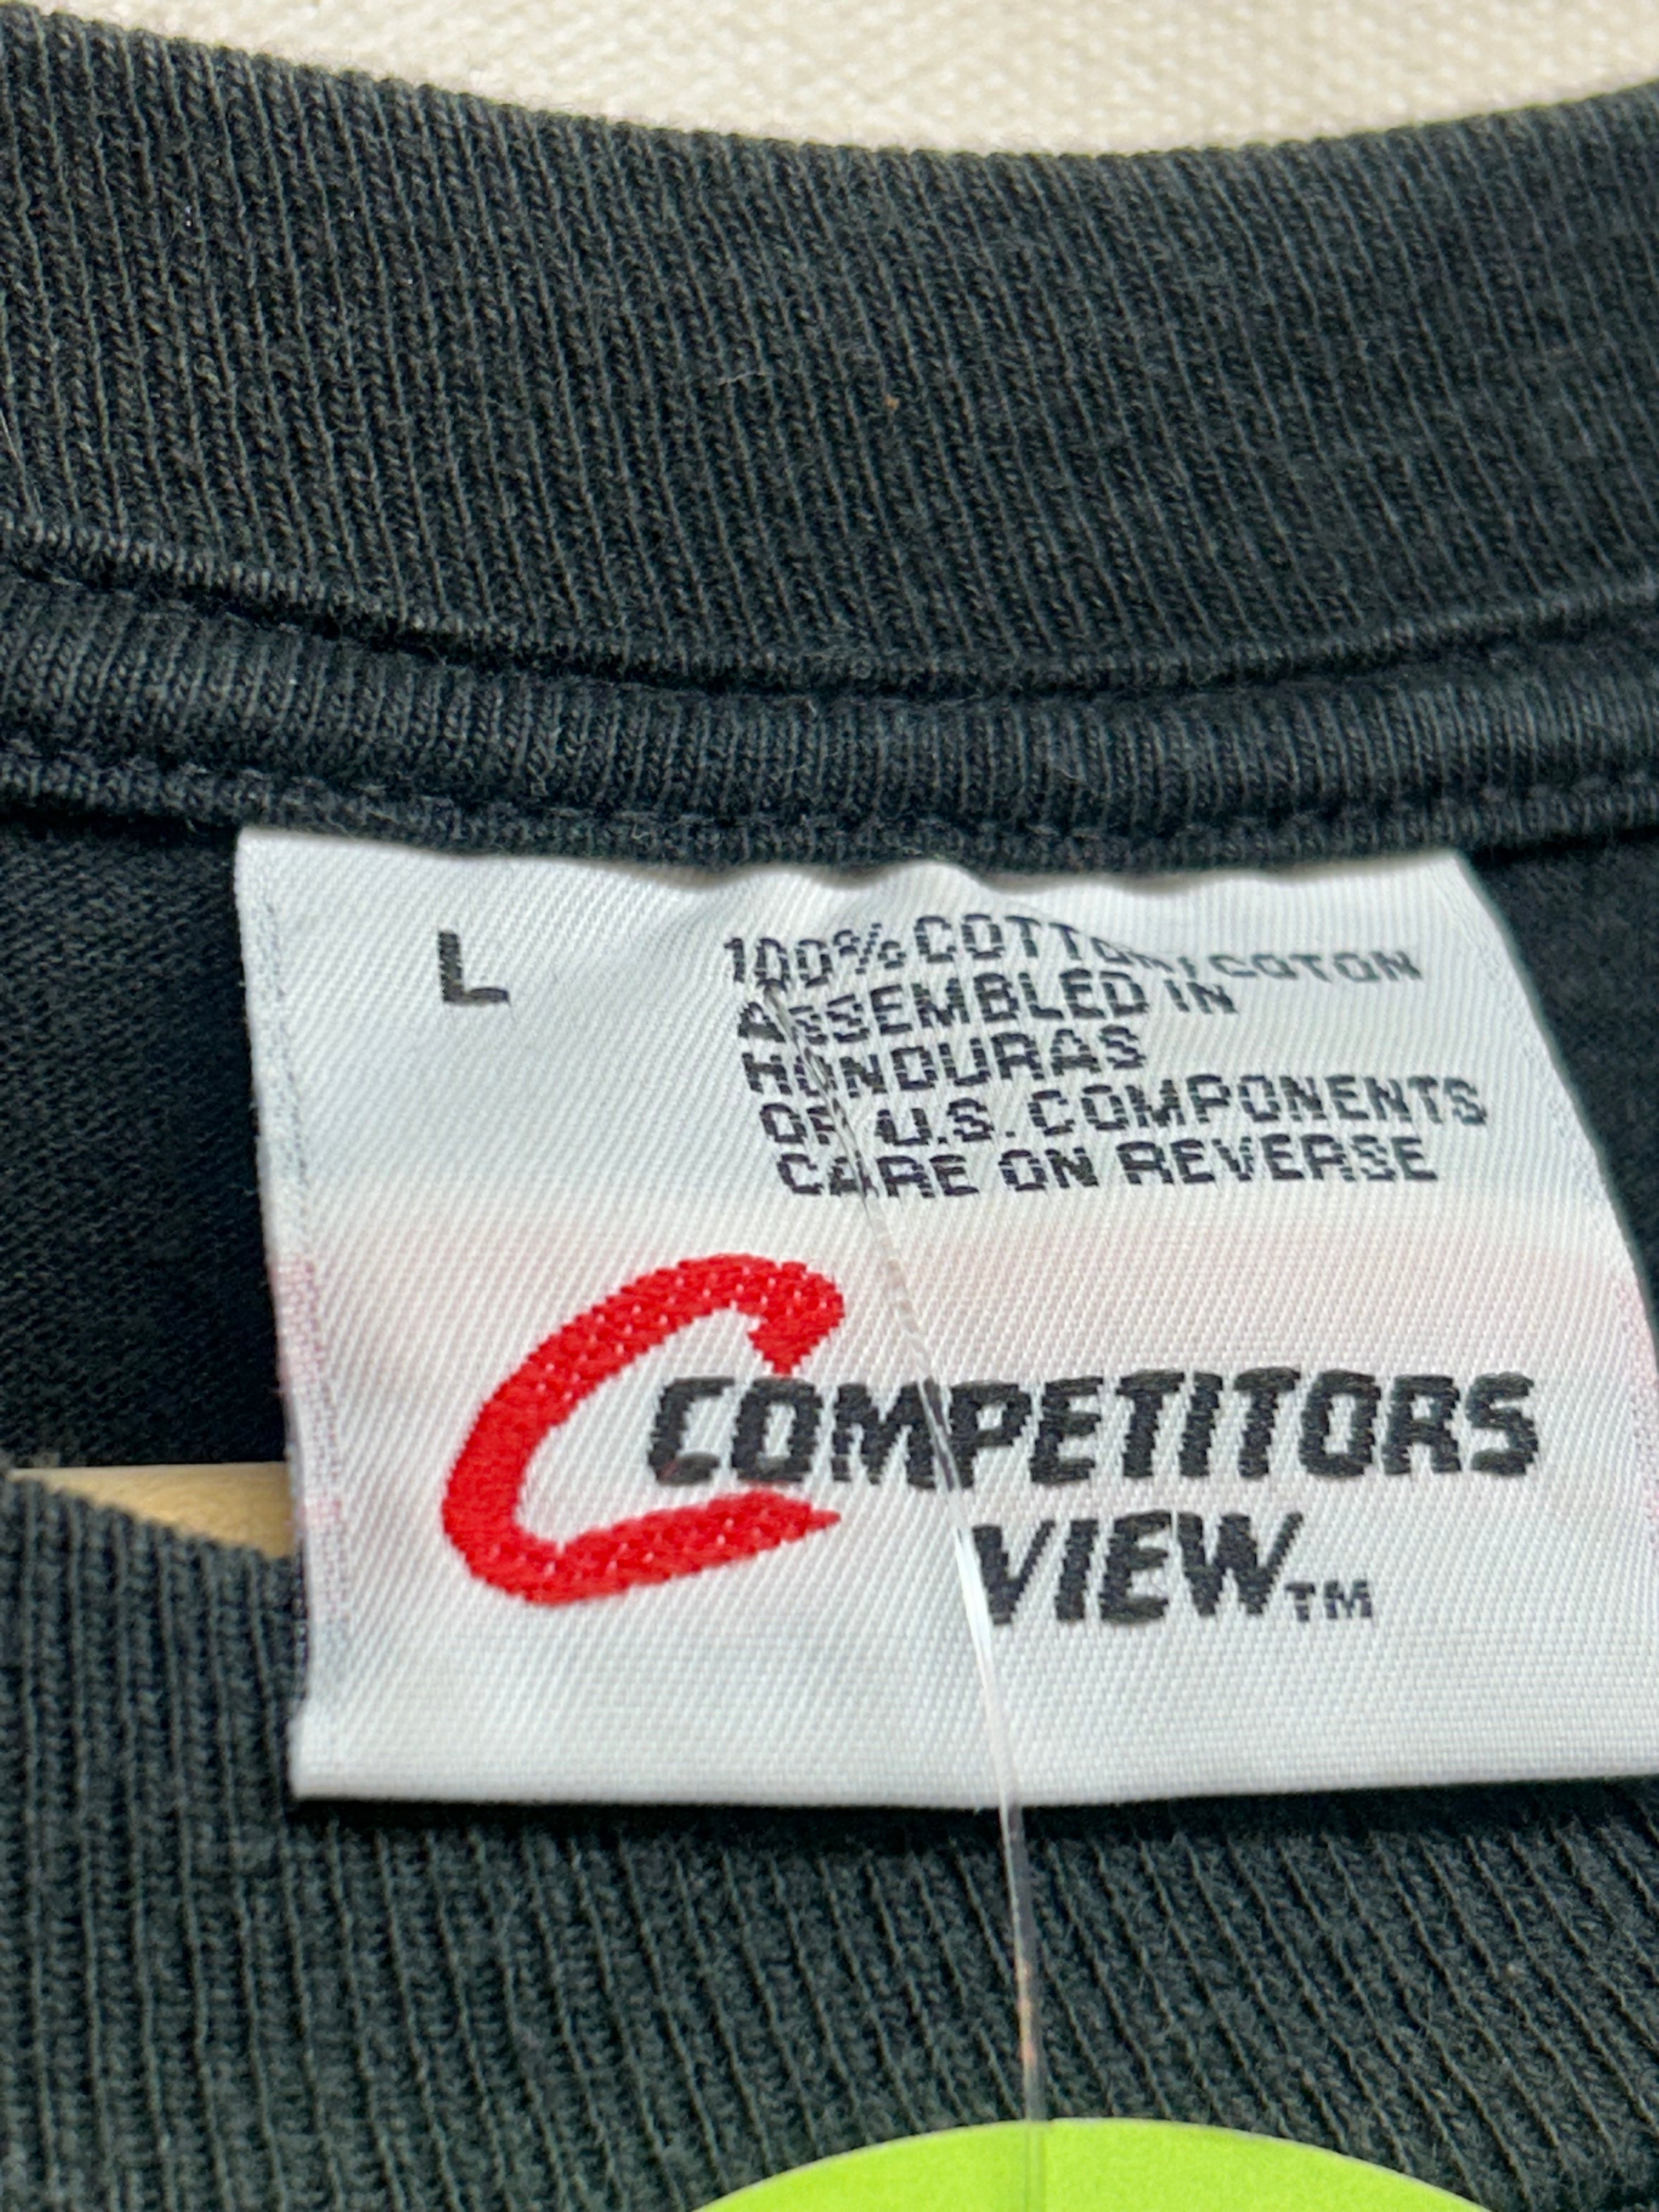 L
100% COTTON/COTON
ASSEMBLED IN
HONDURAS
OF U.S. COMPONENTS
CARE ON REVERSE
COMPETITORS
VIEW™